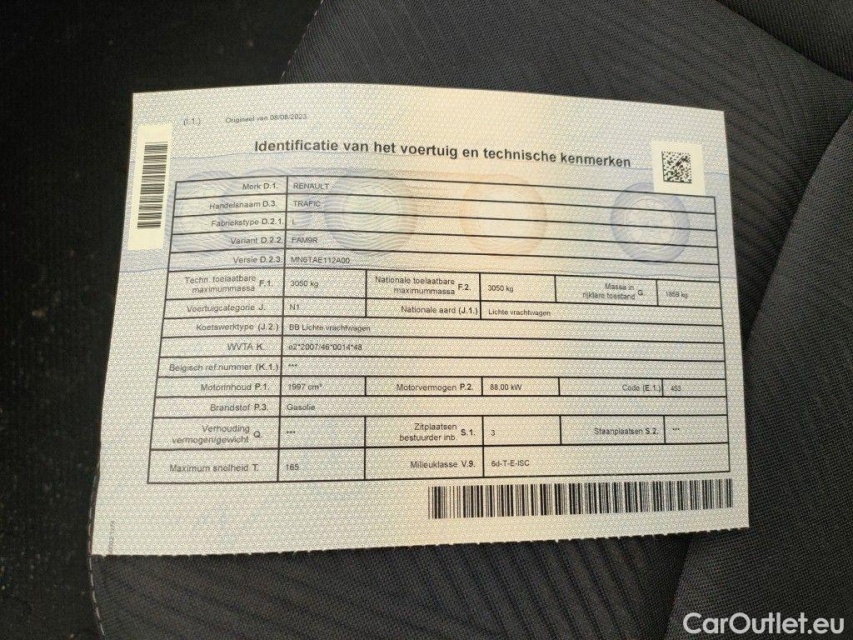 (I.1.) Origineel van 08/08/2023
Identificatie van het voertuig en technische kenmerken
Merk D.1. RENAULT
Handelsnaam D.3. TRAFIC
Fabriekstype D.2.1. L
Variant D.2.2. FAM9R
Versie D.2.3. MN6TAE112A00
Techn. toelaatbare maximummassa F.1. 3050 kg Nationale toelaatbare maximummassa F.2. 3050 kg Massa in rijklare toestand G. 1859 kg
Voertuigcategorie J. N1 Nationale aard (J.1.) Lichte vrachtwagen
Koetswerktype (J.2.) BB Lichte vrachtwagen
WVTA K. e2*2007/46*0014*48
Belgisch ref.nummer (K.1.) ***
Motorinhoud P.1. 1997 cm³ Motorvermogen P.2. 88.00 kW Code (E.1.) 453
Brandstof P.3. Gasolie
Verhouding vermogen/gewicht Q. *** Zitplaatsen bestuurder inb. S.1. 3 Staanplaatsen S.2. ***
Maximum snelheid T. 165 Milieuklasse V.9. 6d-T-E-ISC
CarOutlet.eu